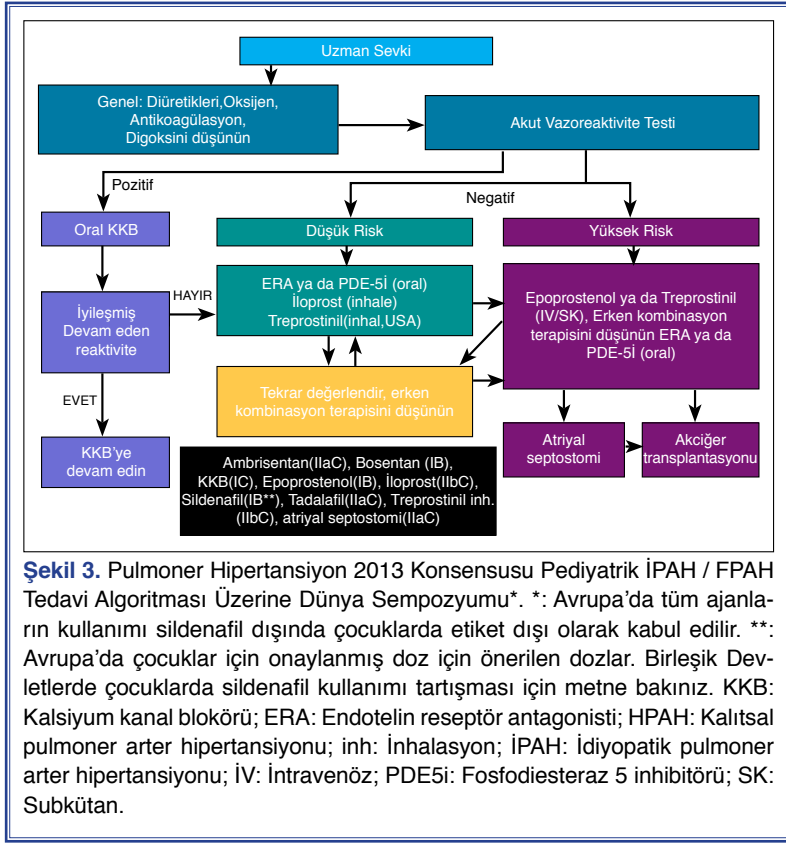 Uzman Sevki
Genel: Diüretikleri,Oksijen,
Antikoagülasyon,
Digoksini düşünün
Akut Vazoreaktivite Testi
Pozitif
Negatif
Oral KKB
Düşük Risk
Yüksek Risk
İyileşmiş
Devam eden
reaktivite
HAYIR
ERA ya da PDE-5İ (oral)
İloprost (inhale)
Treprostinil(inhal,USA)
Epoprostenol ya da Treprostinil
(IV/SK), Erken kombinasyon
terapisini düşünün ERA ya da
PDE-5İ (oral)
EVET
Tekrar değerlendir, erken
kombinasyon terapisini düşünün
KKB'ye
devam edin
Atriyal
septostomi
Akciğer
transplantasyonu
Ambrisentan(IIaC), Bosentan (IB),
KKB(IC), Epoprostenol(IB), İloprost(IIbC),
Sildenafil(IB**), Tadalafil(IIaC), Treprostinil inh.
(IIbC), atriyal septostomi(IIaC)
Şekil 3. Pulmoner Hipertansiyon 2013 Konsensusu Pediyatrik İPAH / FPAH
Tedavi Algoritması Üzerine Dünya Sempozyumu*. *: Avrupa'da tüm ajanla-
rın kullanımı sildenafil dışında çocuklarda etiket dışı olarak kabul edilir. **:
Avrupa'da çocuklar için onaylanmış doz için önerilen dozlar. Birleşik Dev-
letlerde çocuklarda sildenafil kullanımı tartışması için metne bakınız. KKB:
Kalsiyum kanal blokörü; ERA: Endotelin reseptör antagonisti; HPAH: Kalıtsal
pulmoner arter hipertansiyonu; inh: İnhalasyon; İPAH: İdiyopatik pulmoner
arter hipertansiyonu; İV: İntravenöz; PDE5i: Fosfodiesteraz 5 inhibitörü; SK:
Subkütan.